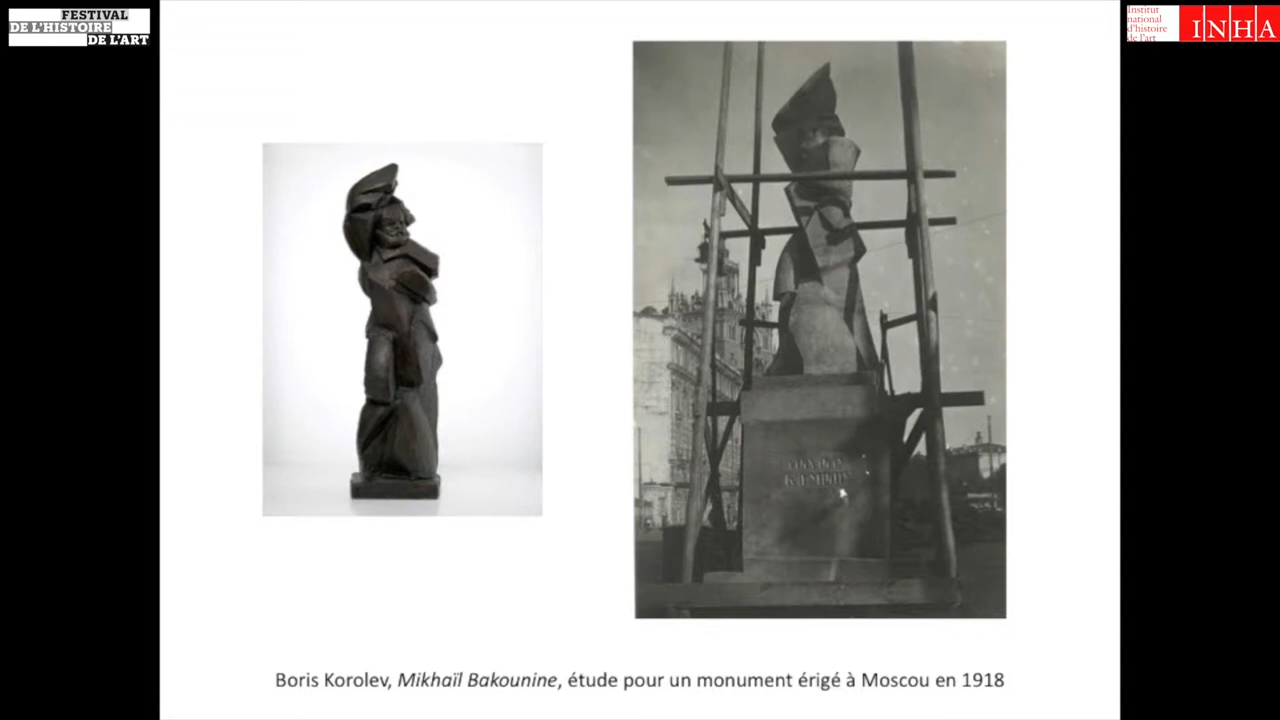 FESTIVAL
DE L'HISTOIRE
DE L'ART
Institut
national
d'histoire
de l'art
INHA
Boris Korolev, Mikhaïl Bakounine, étude pour un monument érigé à Moscou en 1918